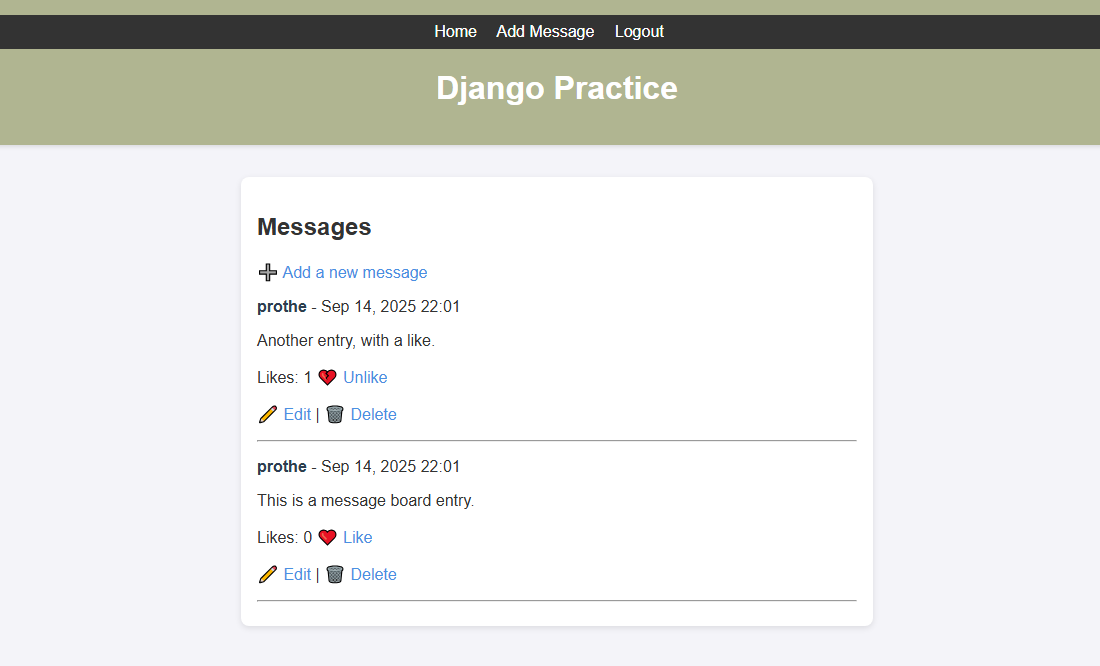 Home Add Message Logout
Django Practice
Messages
Add a new message
prothe - Sep 14, 2025 22:01
Another entry, with a like.
Likes: 1 Unlike
Edit | Delete
prothe - Sep 14, 2025 22:01
This is a message board entry.
Likes: 0 Like
Edit | Delete